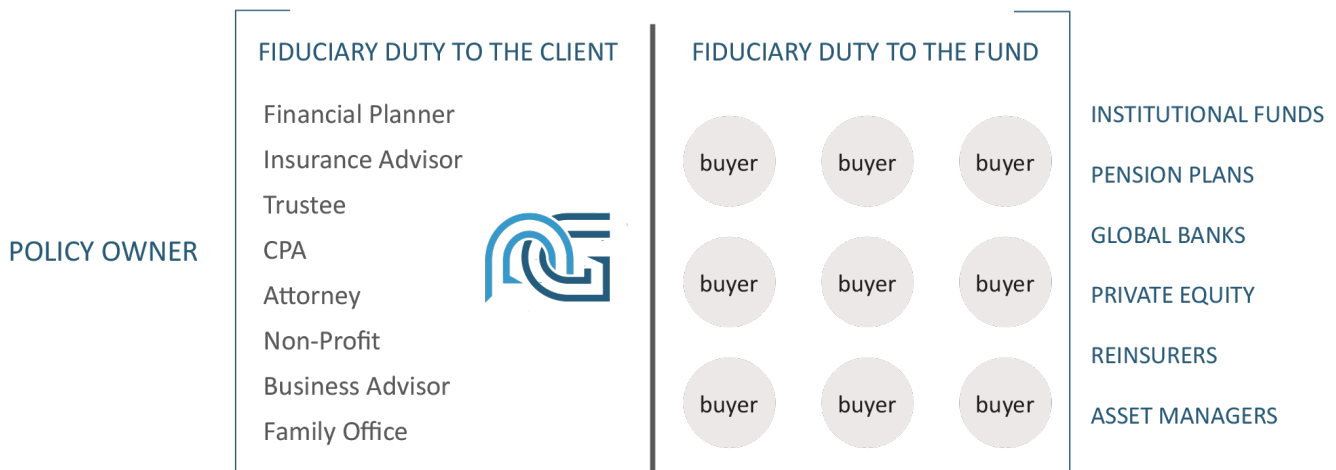 POLICY OWNER
FIDUCIARY DUTY TO THE CLIENT
Financial Planner
Insurance Advisor
Trustee
CPA
Attorney
Non-Profit
Business Advisor
Family Office
FIDUCIARY DUTY TO THE FUND
buyer buyer buyer
buyer buyer buyer
buyer buyer buyer
INSTITUTIONAL FUNDS
PENSION PLANS
GLOBAL BANKS
PRIVATE EQUITY
REINSURERS
ASSET MANAGERS